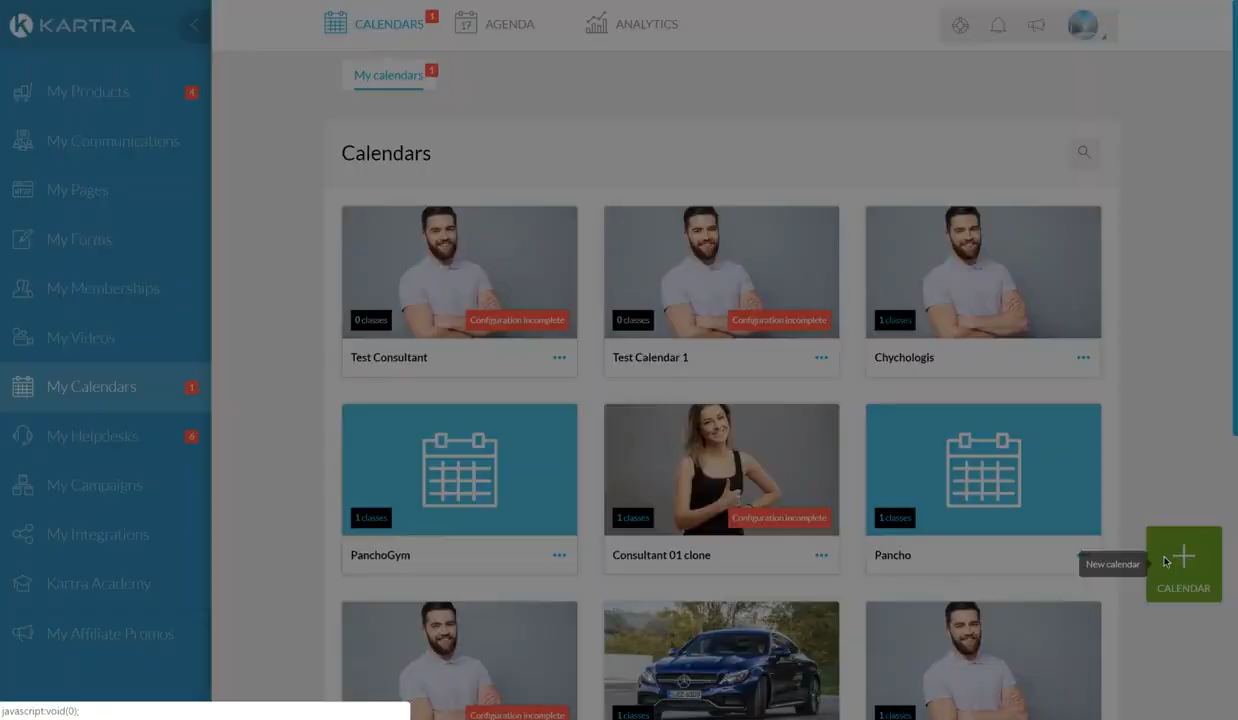 KARTRA
CALENDARS 1
17 AGENDA
ANALYTICS
My calendars 1
My Products 4
My Communications
My Pages
My Forms
My Memberships
My Videos
My Calendars 1
My Helpdesks 6
My Campaigns
My Integrations
Kartra Academy
My Affiliate Promos
Calendars
0 classes Configuration incomplete
Test Consultant
0 classes Configuration incomplete
Test Calendar 1
1 classes
Chychologis
1 classes
PanchoGym
1 classes Configuration incomplete
Consultant 01 clone
1 classes
Pancho
Configuration incomplete
1 classes
1 classes
New calendar
CALENDAR
javascript:void(0);